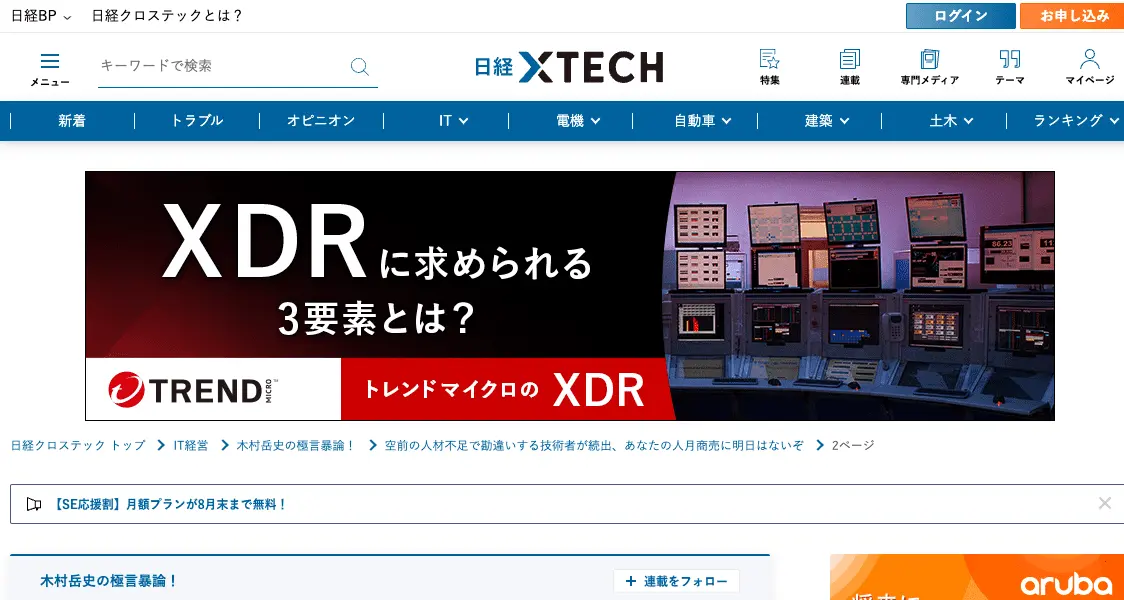 日経BP 日経クロステックとは？
ログイン お申し込み
メニュー
キーワードで検索
日経XTECH
特集 連載 専門メディア テーマ マイページ
新着 トラブル オピニオン IT 電機 自動車 建築 土木 ランキング
XDRに求められる
3要素とは？
TREND MICRO トレンドマイクロの XDR
日経クロステック トップ IT経営 木村岳史の極言暴論！ 空前の人材不足で勘違いする技術者が続出、あなたの人月商売に明日はないぞ 2ページ
【SE応援割】月額プランが8月末まで無料！
木村岳史の極言暴論！ + 連載をフォロー
aruba